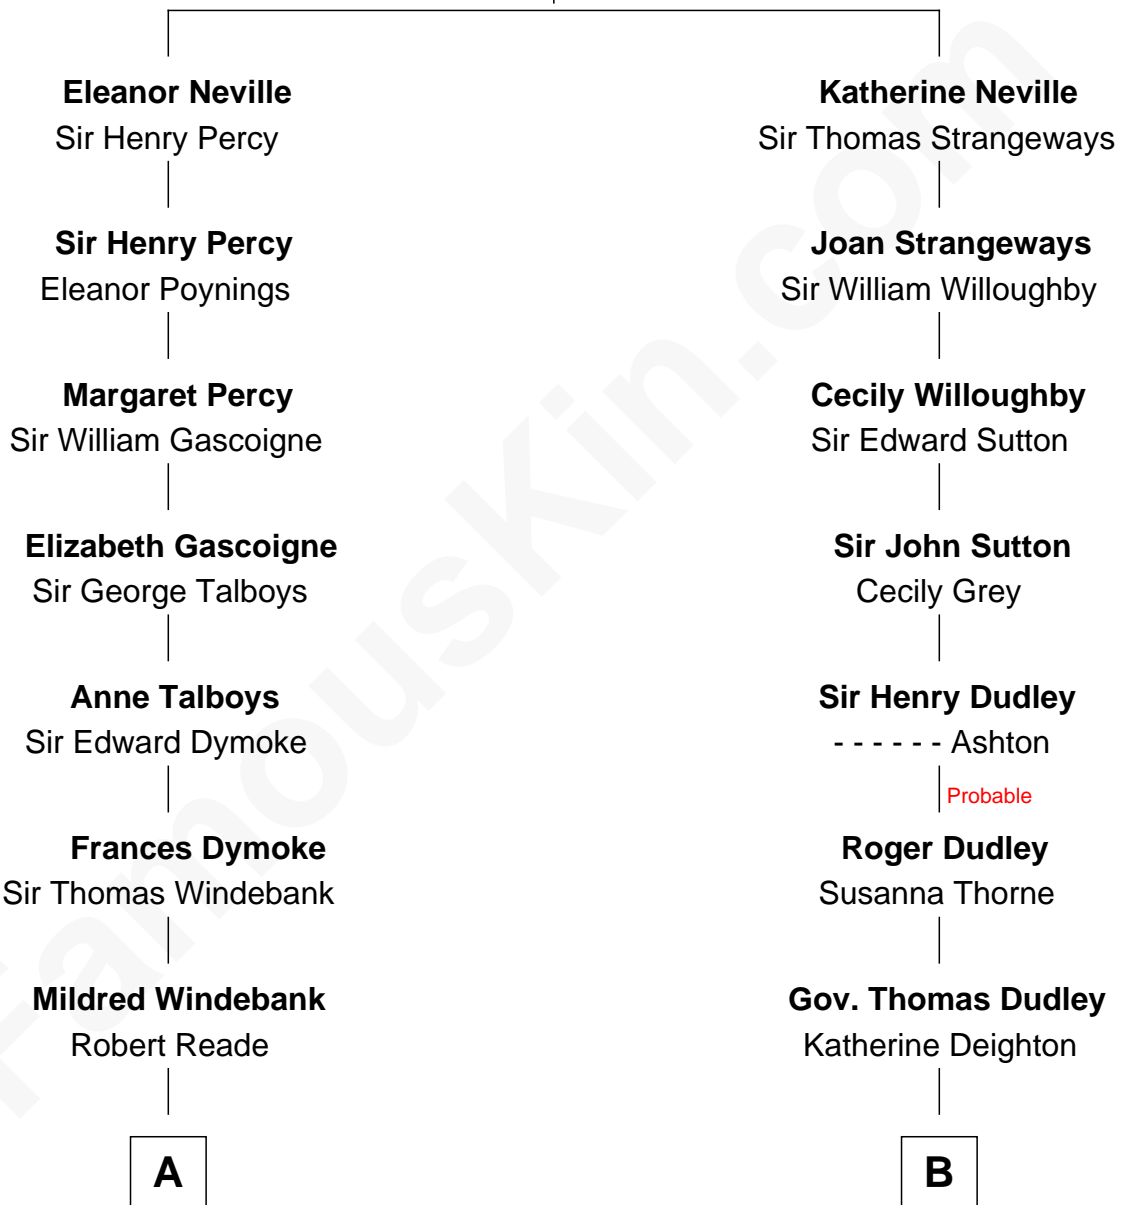 Eleanor Neville
Sir Henry Percy
Katherine Neville
Sir Thomas Strangeways
Sir Henry Percy
Eleanor Poynings
Joan Strangeways
Sir William Willoughby
Margaret Percy
Sir William Gascoigne
Cecily Willoughby
Sir Edward Sutton
Elizabeth Gascoigne
Sir George Talboys
Sir John Sutton
Cecily Grey
Anne Talboys
Sir Edward Dymoke
Sir Henry Dudley
- - - - - - Ashton
Probable
Frances Dymoke
Sir Thomas Windebank
Roger Dudley
Susanna Thorne
Mildred Windebank
Robert Reade
Gov. Thomas Dudley
Katherine Deighton
A
B
FamousKin.com